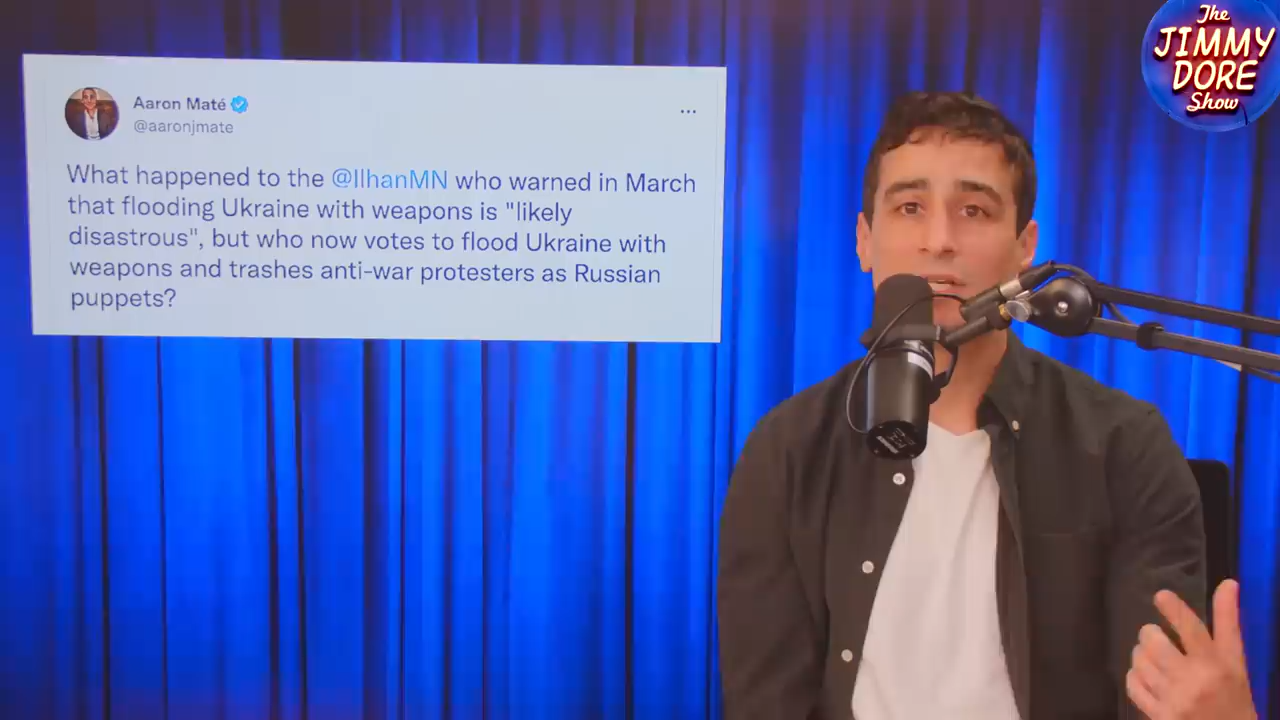 The
JIMMY
DORE
Show
Aaron Maté
@aaronjmate
What happened to the @IlhanMN who warned in March
that flooding Ukraine with weapons is "likely
disastrous", but who now votes to flood Ukraine with
weapons and trashes anti-war protesters as Russian
puppets?